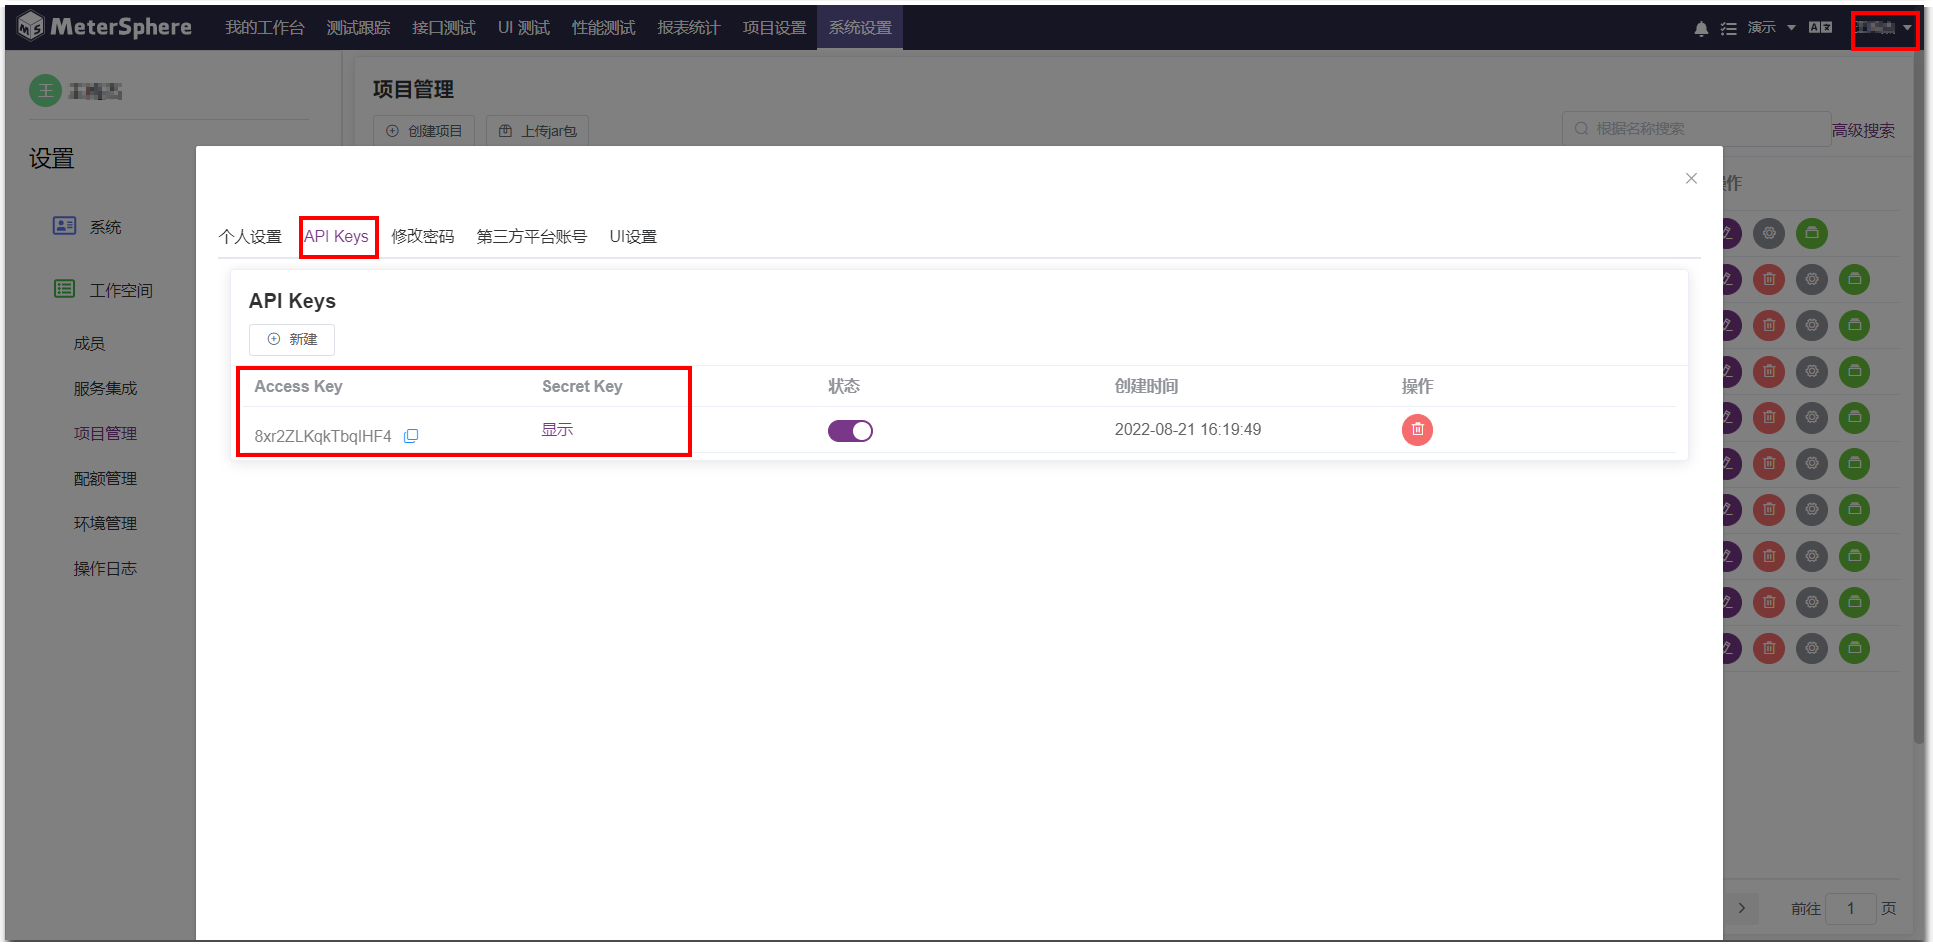 MeterSphere 我的工作台 测试跟踪 接口测试 UI 测试 性能测试 报表统计 项目设置 系统设置 演示
王
项目管理
创建项目 上传jar包 根据名称搜索 高级搜索
设置
作
系统
个人设置 API Keys 修改密码 第三方平台账号 UI设置
工作空间
API Keys
新建
成员
服务集成
Access Key Secret Key 状态 创建时间 操作
项目管理
8xr2ZLKqkTbqIHF4 显示 2022-08-21 16:19:49
配额管理
环境管理
操作日志
前往 1 页